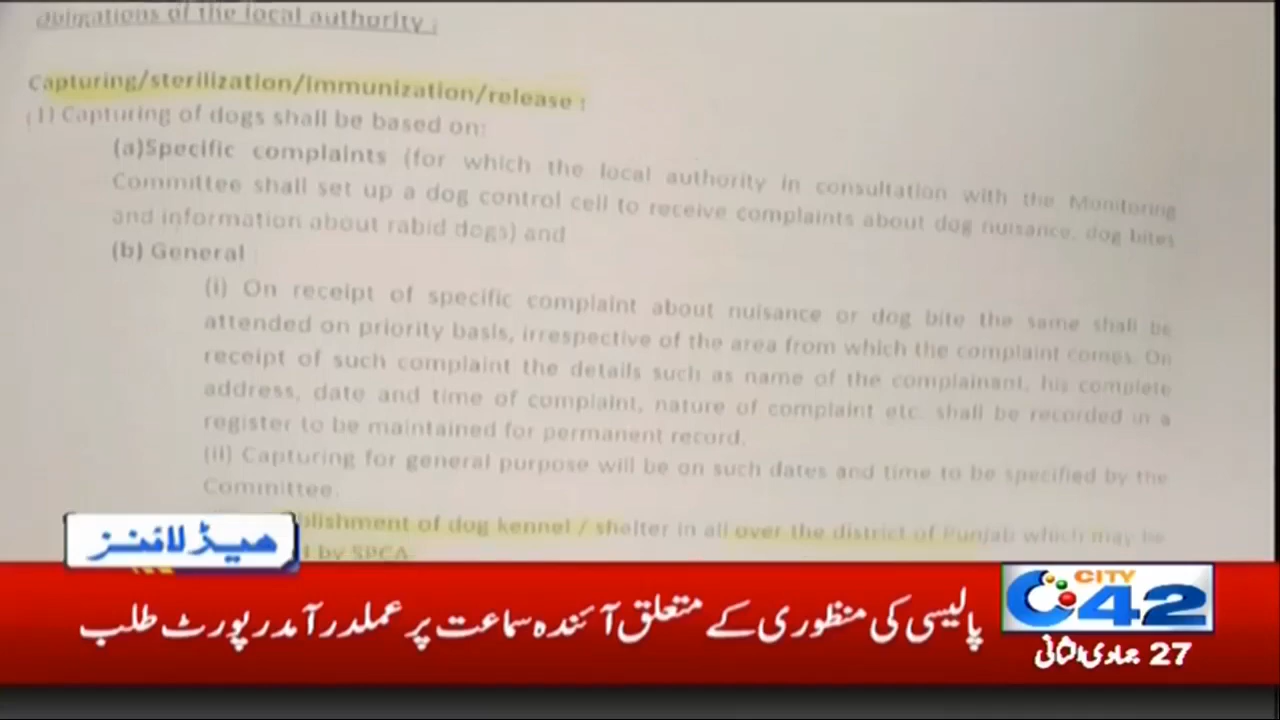 Obligations of the local authority :
Capturing/sterilization/immunization/release :
(1) Capturing of dogs shall be based on:
(a)Specific complaints (for which the local authority in consultation with the Monitoring
Committee shall set up a dog control cell to receive complaints about dog nuisance, dog bites
and information about rabid dogs) and
(b) General :
(i) On receipt of specific complaint about nuisance or dog bite the same shall be
attended on priority basis, irrespective of the area from which the complaint comes. On
receipt of such complaint the details such as name of the complainant, his complete
address, date and time of complaint, nature of complaint etc. shall be recorded in a
register to be maintained for permanent record.
(ii) Capturing for general purpose will be on such dates and time to be specified by the
Committee.
blishment of dog kennel / shelter in all over the district of Punjab which may be
by SPCA
ہیڈ لائنز
پالیسی کی منظوری کے متعلق آئندہ سماعت پر عملدرآمد رپورٹ طلب
CITY
42
27 جمادی الثانی